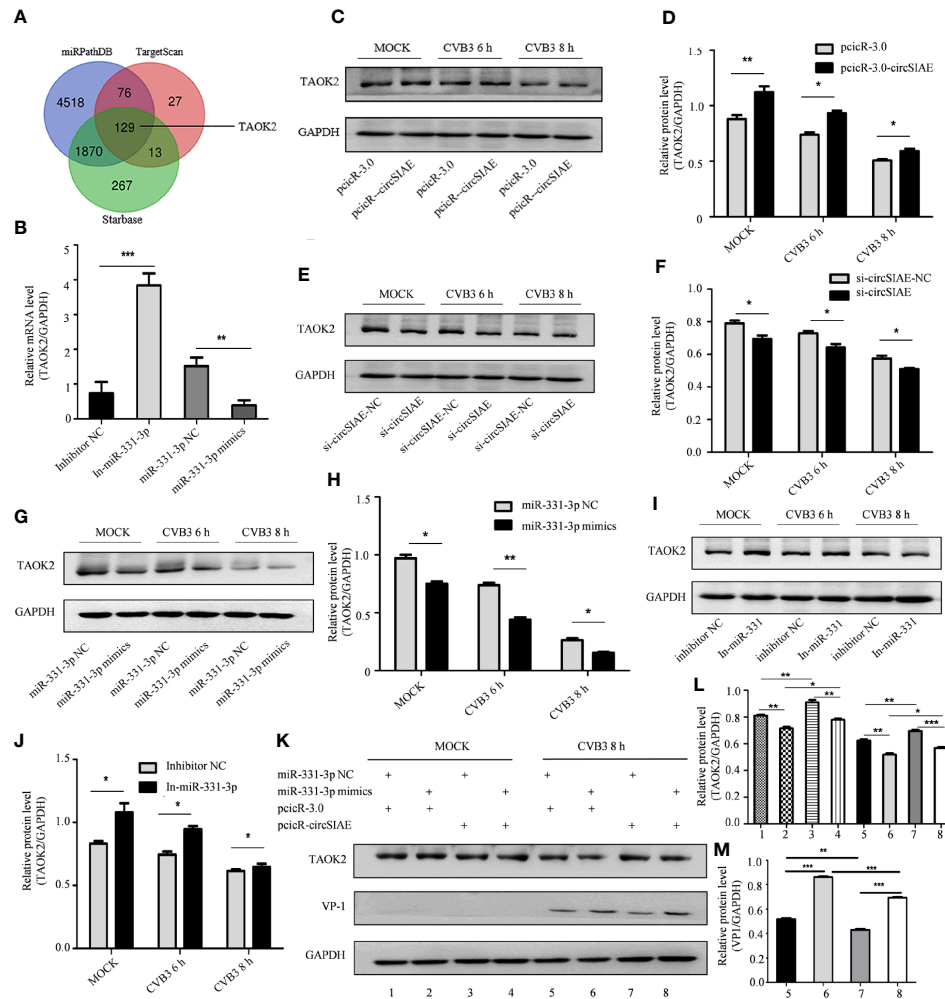 A
miRPathDB
TargetScan
4518
76
27
129
TAOK2
1870
13
267
Starbase
B
Relative mRNA level
(TAOK2/GAPDH)
5
4
3
2
1
0
***
**
Inhibitor NC
In-miR-331-3p
miR-331-3p NC
miR-331-3p mimics
C
MOCK
CVB3 6 h
CVB3 8 h
TAOK2
GAPDH
pcicR-3.0
pcicR--circSIAE
pcicR-3.0
pcicR--circSIAE
pcicR-3.0
pcicR--circSIAE
D
pcicR-3.0
pcicR-3.0-circSIAE
Relative protein level
(TAOK2/GAPDH)
1.5
1.0
0.5
0
**
*
*
MOCK
CVB3 6 h
CVB3 8 h
E
MOCK
CVB3 6 h
CVB3 8 h
TAOK2
GAPDH
si-circSIAE-NC
si-circSIAE
si-circSIAE-NC
si-circSIAE
si-circSIAE-NC
si-circSIAE
F
si-circSIAE-NC
si-circSIAE
Relative protein level
(TAOK2/GAPDH)
1.0
0.8
0.6
0.4
0.2
0.0
*
*
*
MOCK
CVB3 6 h
CVB3 8 h
G
MOCK
CVB3 6 h
CVB3 8 h
TAOK2
GAPDH
miR-331-3p NC
miR-331-3p mimics
miR-331-3p NC
miR-331-3p mimics
miR-331-3p NC
miR-331-3p mimics
H
miR-331-3p NC
miR-331-3p mimics
Relative protein level
(TAOK2/GAPDH)
1.5
1.0
0.5
0
*
**
*
MOCK
CVB3 6 h
CVB3 8 h
I
MOCK
CVB3 6 h
CVB3 8 h
TAOK2
GAPDH
inhibitor NC
In-miR-331
inhibitor NC
In-miR-331
inhibitor NC
In-miR-331
J
Inhibitor NC
In-miR-331-3p
Relative protein level
(TAOK2/GAPDH)
1.5
1.0
0.5
0.0
*
*
*
MOCK
CVB3 6 h
CVB3 8 h
K
MOCK
CVB3 8 h
miR-331-3p NC + + + +
miR-331-3p mimics + + + +
pcicR-3.0 + + + +
pcicR-circSIAE + + + +
TAOK2
VP-1
GAPDH
1 2 3 4 5 6 7 8
L
Relative protein level
(TAOK2/GAPDH)
1.0
0.8
0.6
0.4
0.2
0.0
**
*
**
**
**
*
**
***
1 2 3 4 5 6 7 8
M
Relative protein level
(VP1/GAPDH)
1.0
0.8
0.6
0.4
0.2
0
**
***
***
***
5 6 7 8